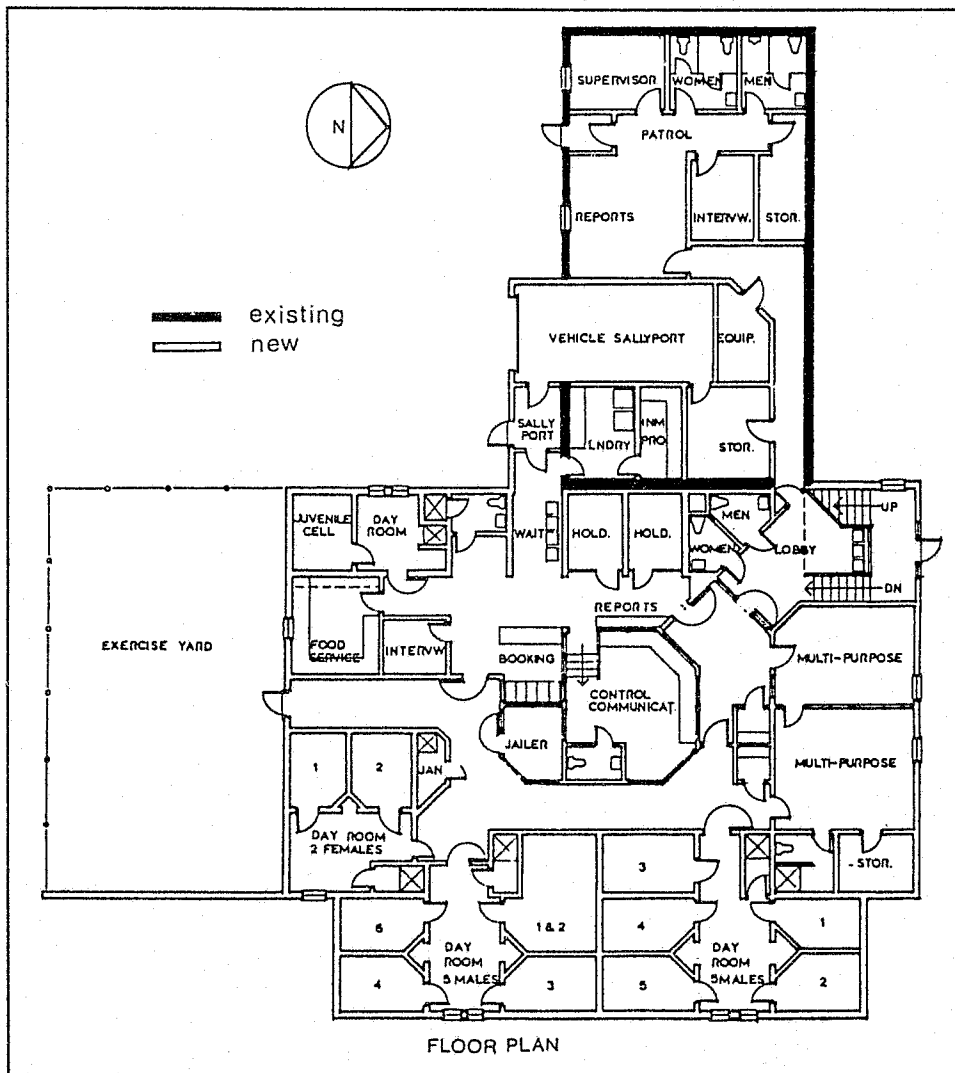 SUPERVISOR
WOMEN
MEN
N
PATROL
REPORTS
INTERVW.
STOR.
existing
new
VEHICLE SALLYPORT
EQUIP.
SALLY
PORT
LNDRY
INM
PRO
STOR.
JUVENILE
CELL
DAY
ROOM
WAIT
HOLD.
HOLD.
MEN
WOMEN
LOBBY
UP
DN
REPORTS
EXERCISE YARD
FOOD
SERVICE
INTERVW
BOOKING
CONTROL
COMMUNICAT.
MULTI-PURPOSE
JAILER
MULTI-PURPOSE
1
2
JAN
DAY ROOM
2 FEMALES
3
STOR.
6
1 & 2
4
1
DAY
ROOM
5 MALES
DAY
ROOM
5 MALES
4
3
5
2
FLOOR PLAN